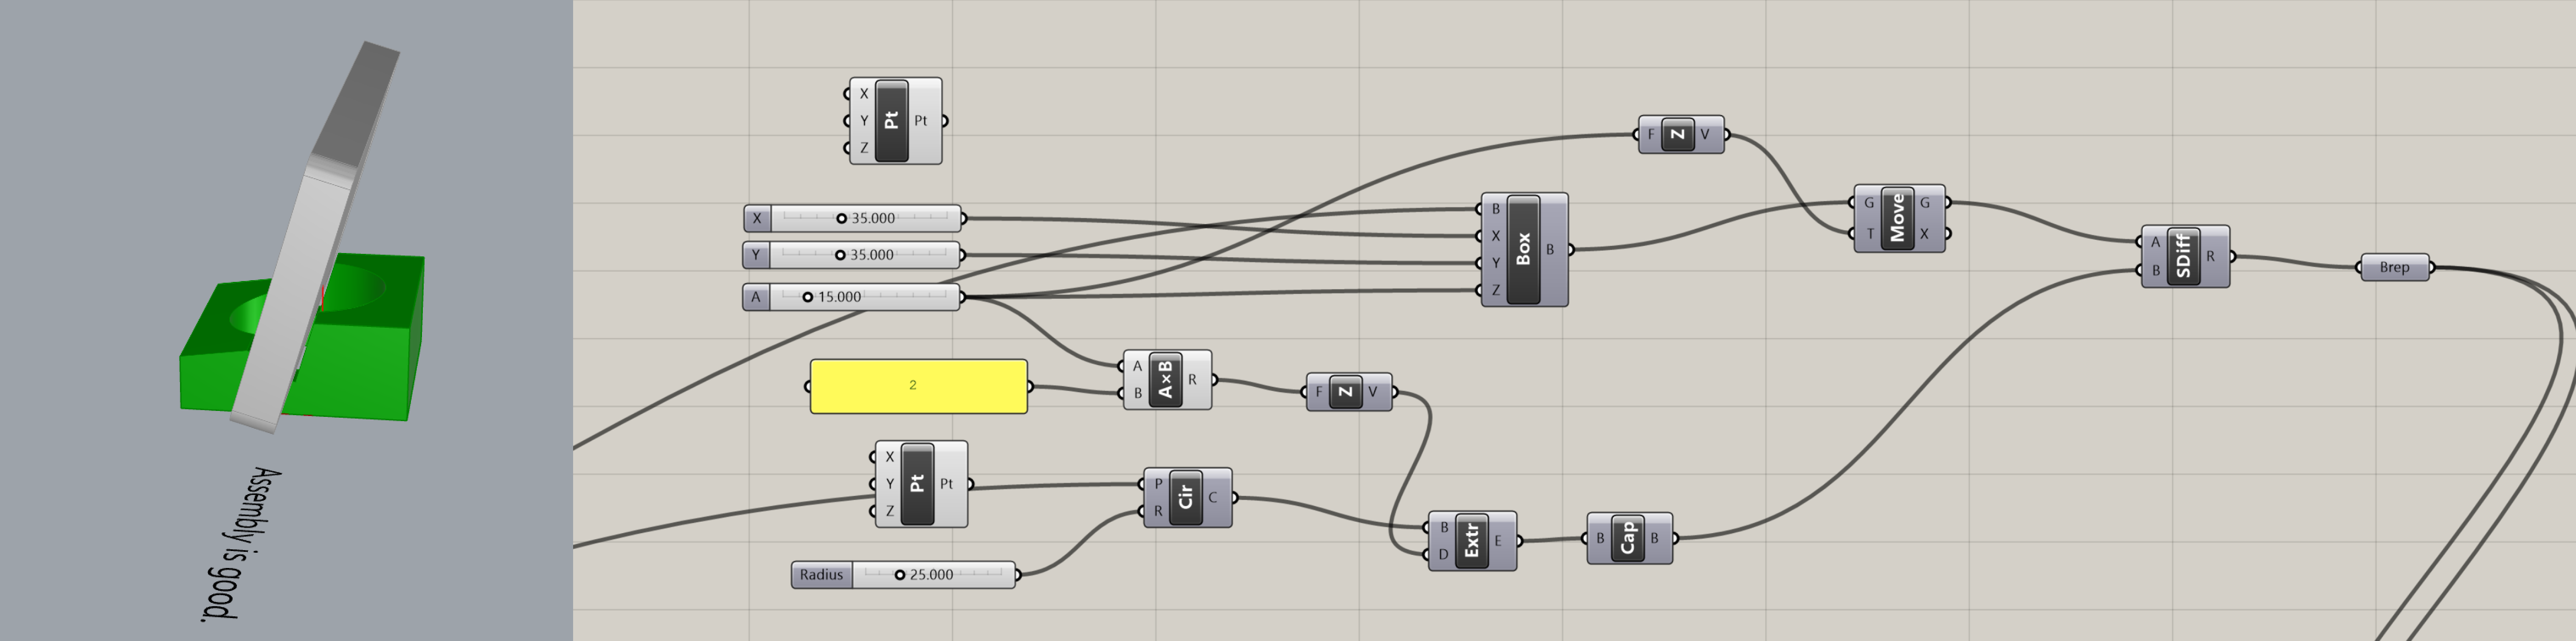 Assembly is good.
X
Y
Z
Pt
Pt
F
Z
V
X
35.000
Y
35.000
A
15.000
B
X
Y
Z
Box
B
G
T
Move
G
X
A
B
SDiff
R
Brep
2
A
B
A×B
R
F
Z
V
X
Y
Z
Pt
Pt
P
R
Cir
C
Radius
25.000
B
D
Extr
E
B
Cap
B